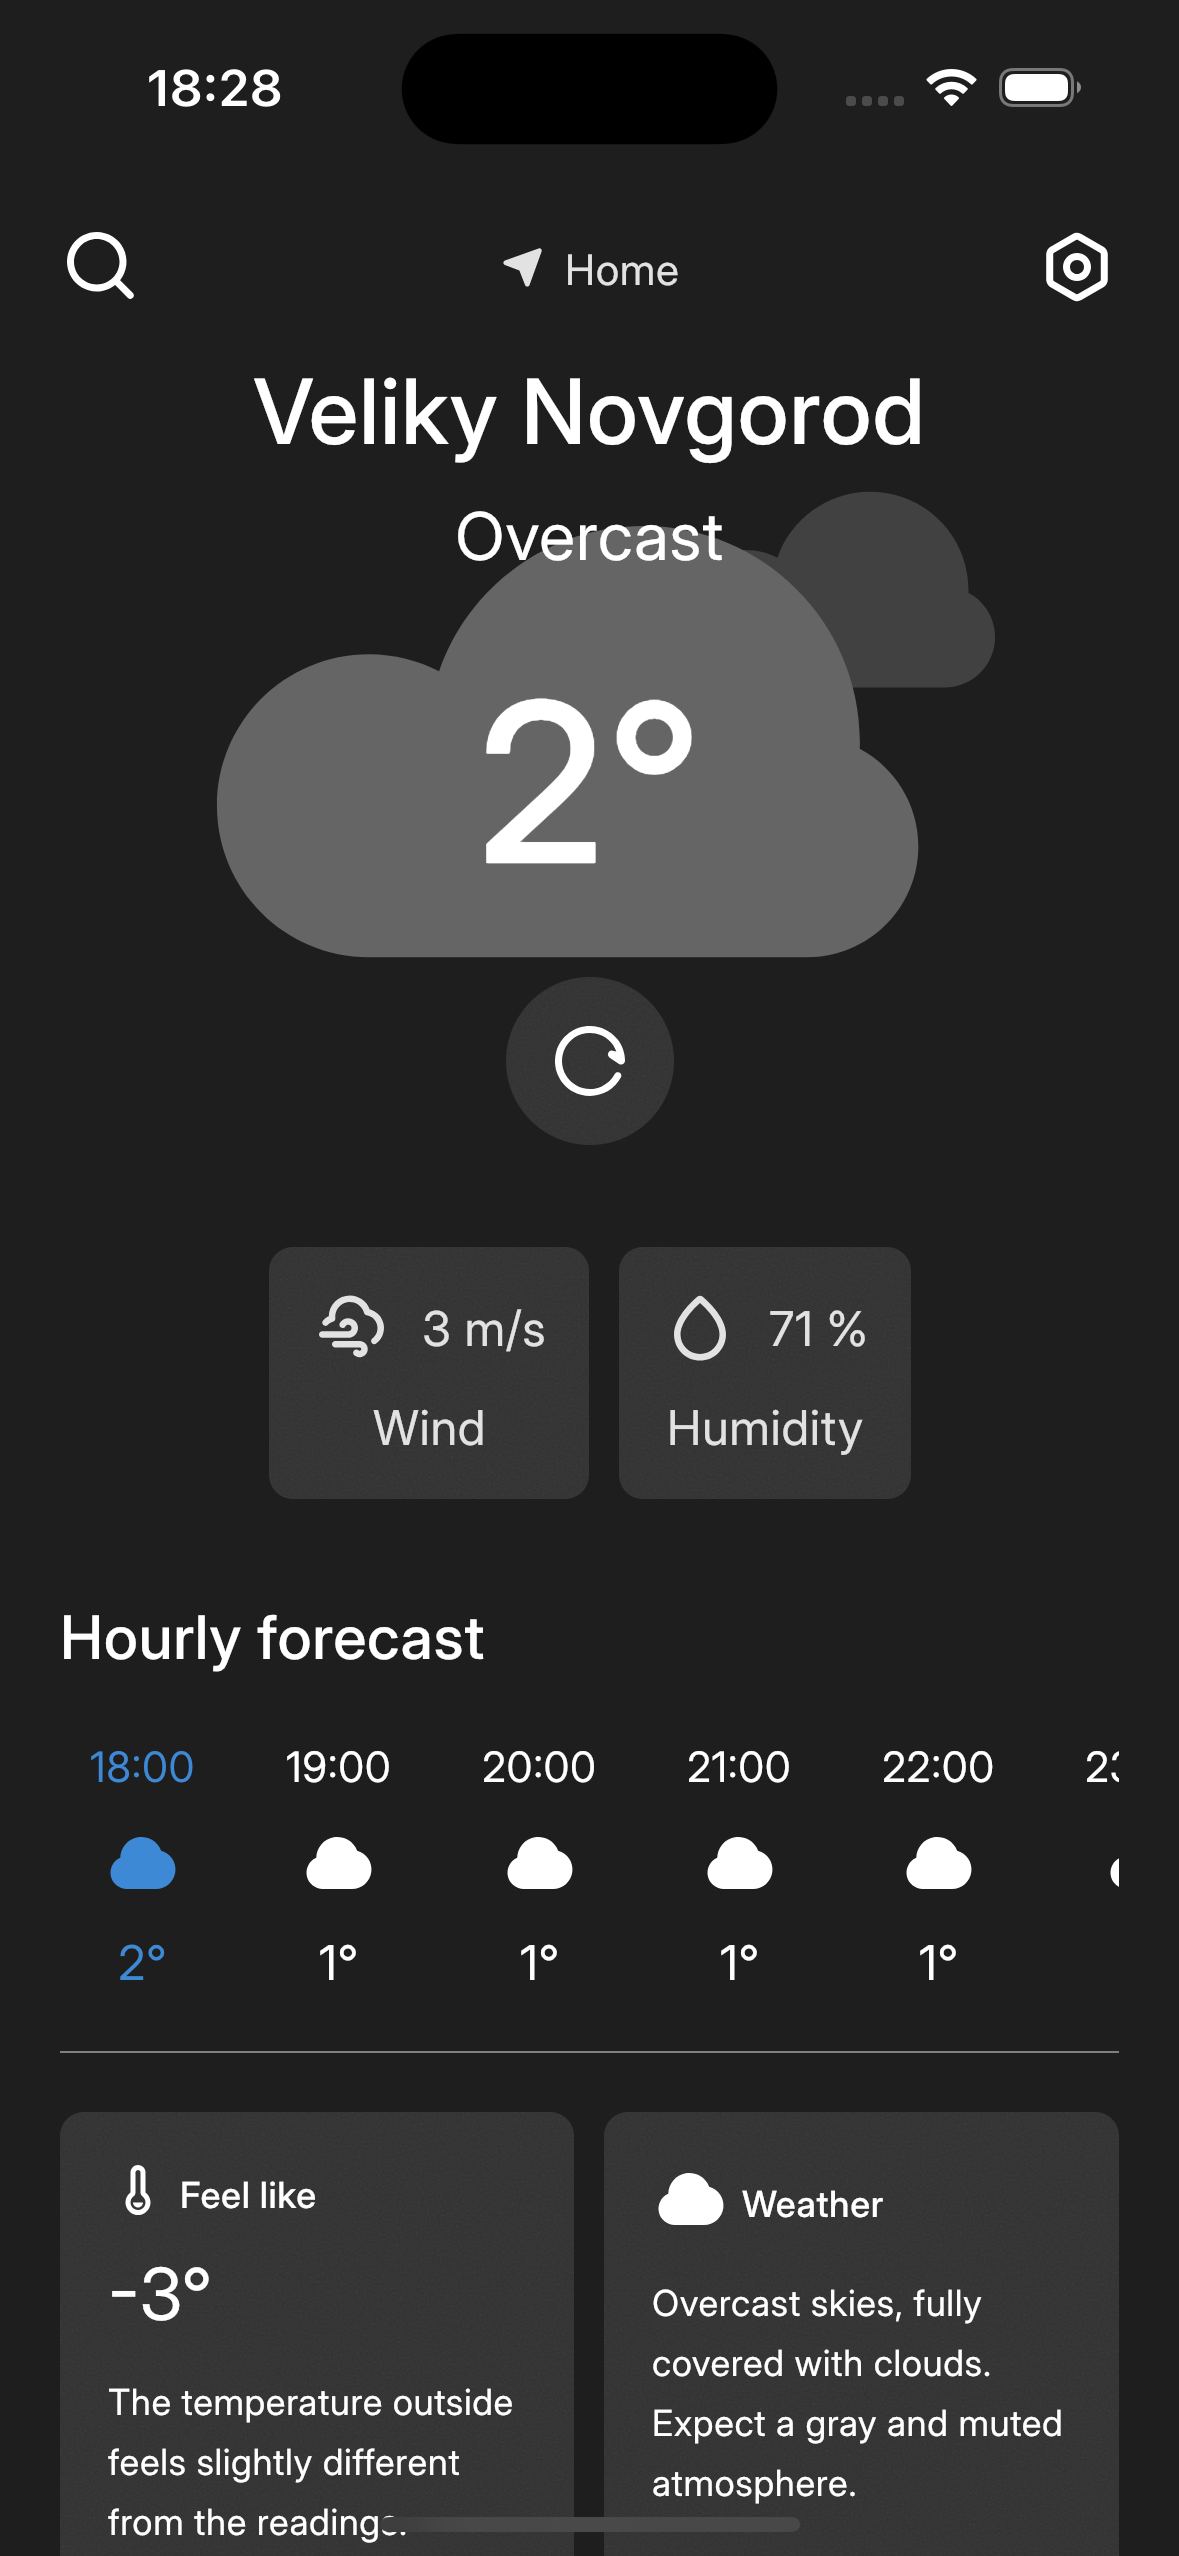 18:28
Home
Veliky Novgorod
Overcast
2°
3 m/s
Wind
71 %
Humidity
Hourly forecast
18:00 19:00 20:00 21:00 22:00
2° 1° 1° 1° 1°
Feel like
-3°
The temperature outside
feels slightly different
from the readings.
Weather
Overcast skies, fully
covered with clouds.
Expect a gray and muted
atmosphere.